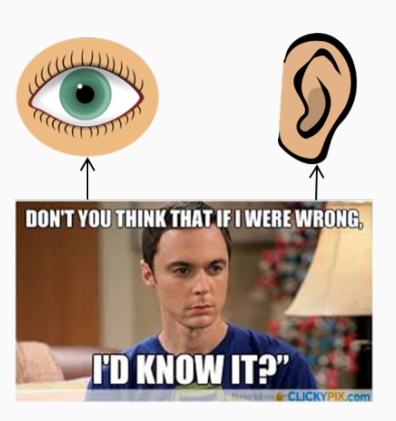 DON'T YOU THINK THAT IF I WERE WRONG,
I'D KNOW IT?”
CLICKYPIX.com